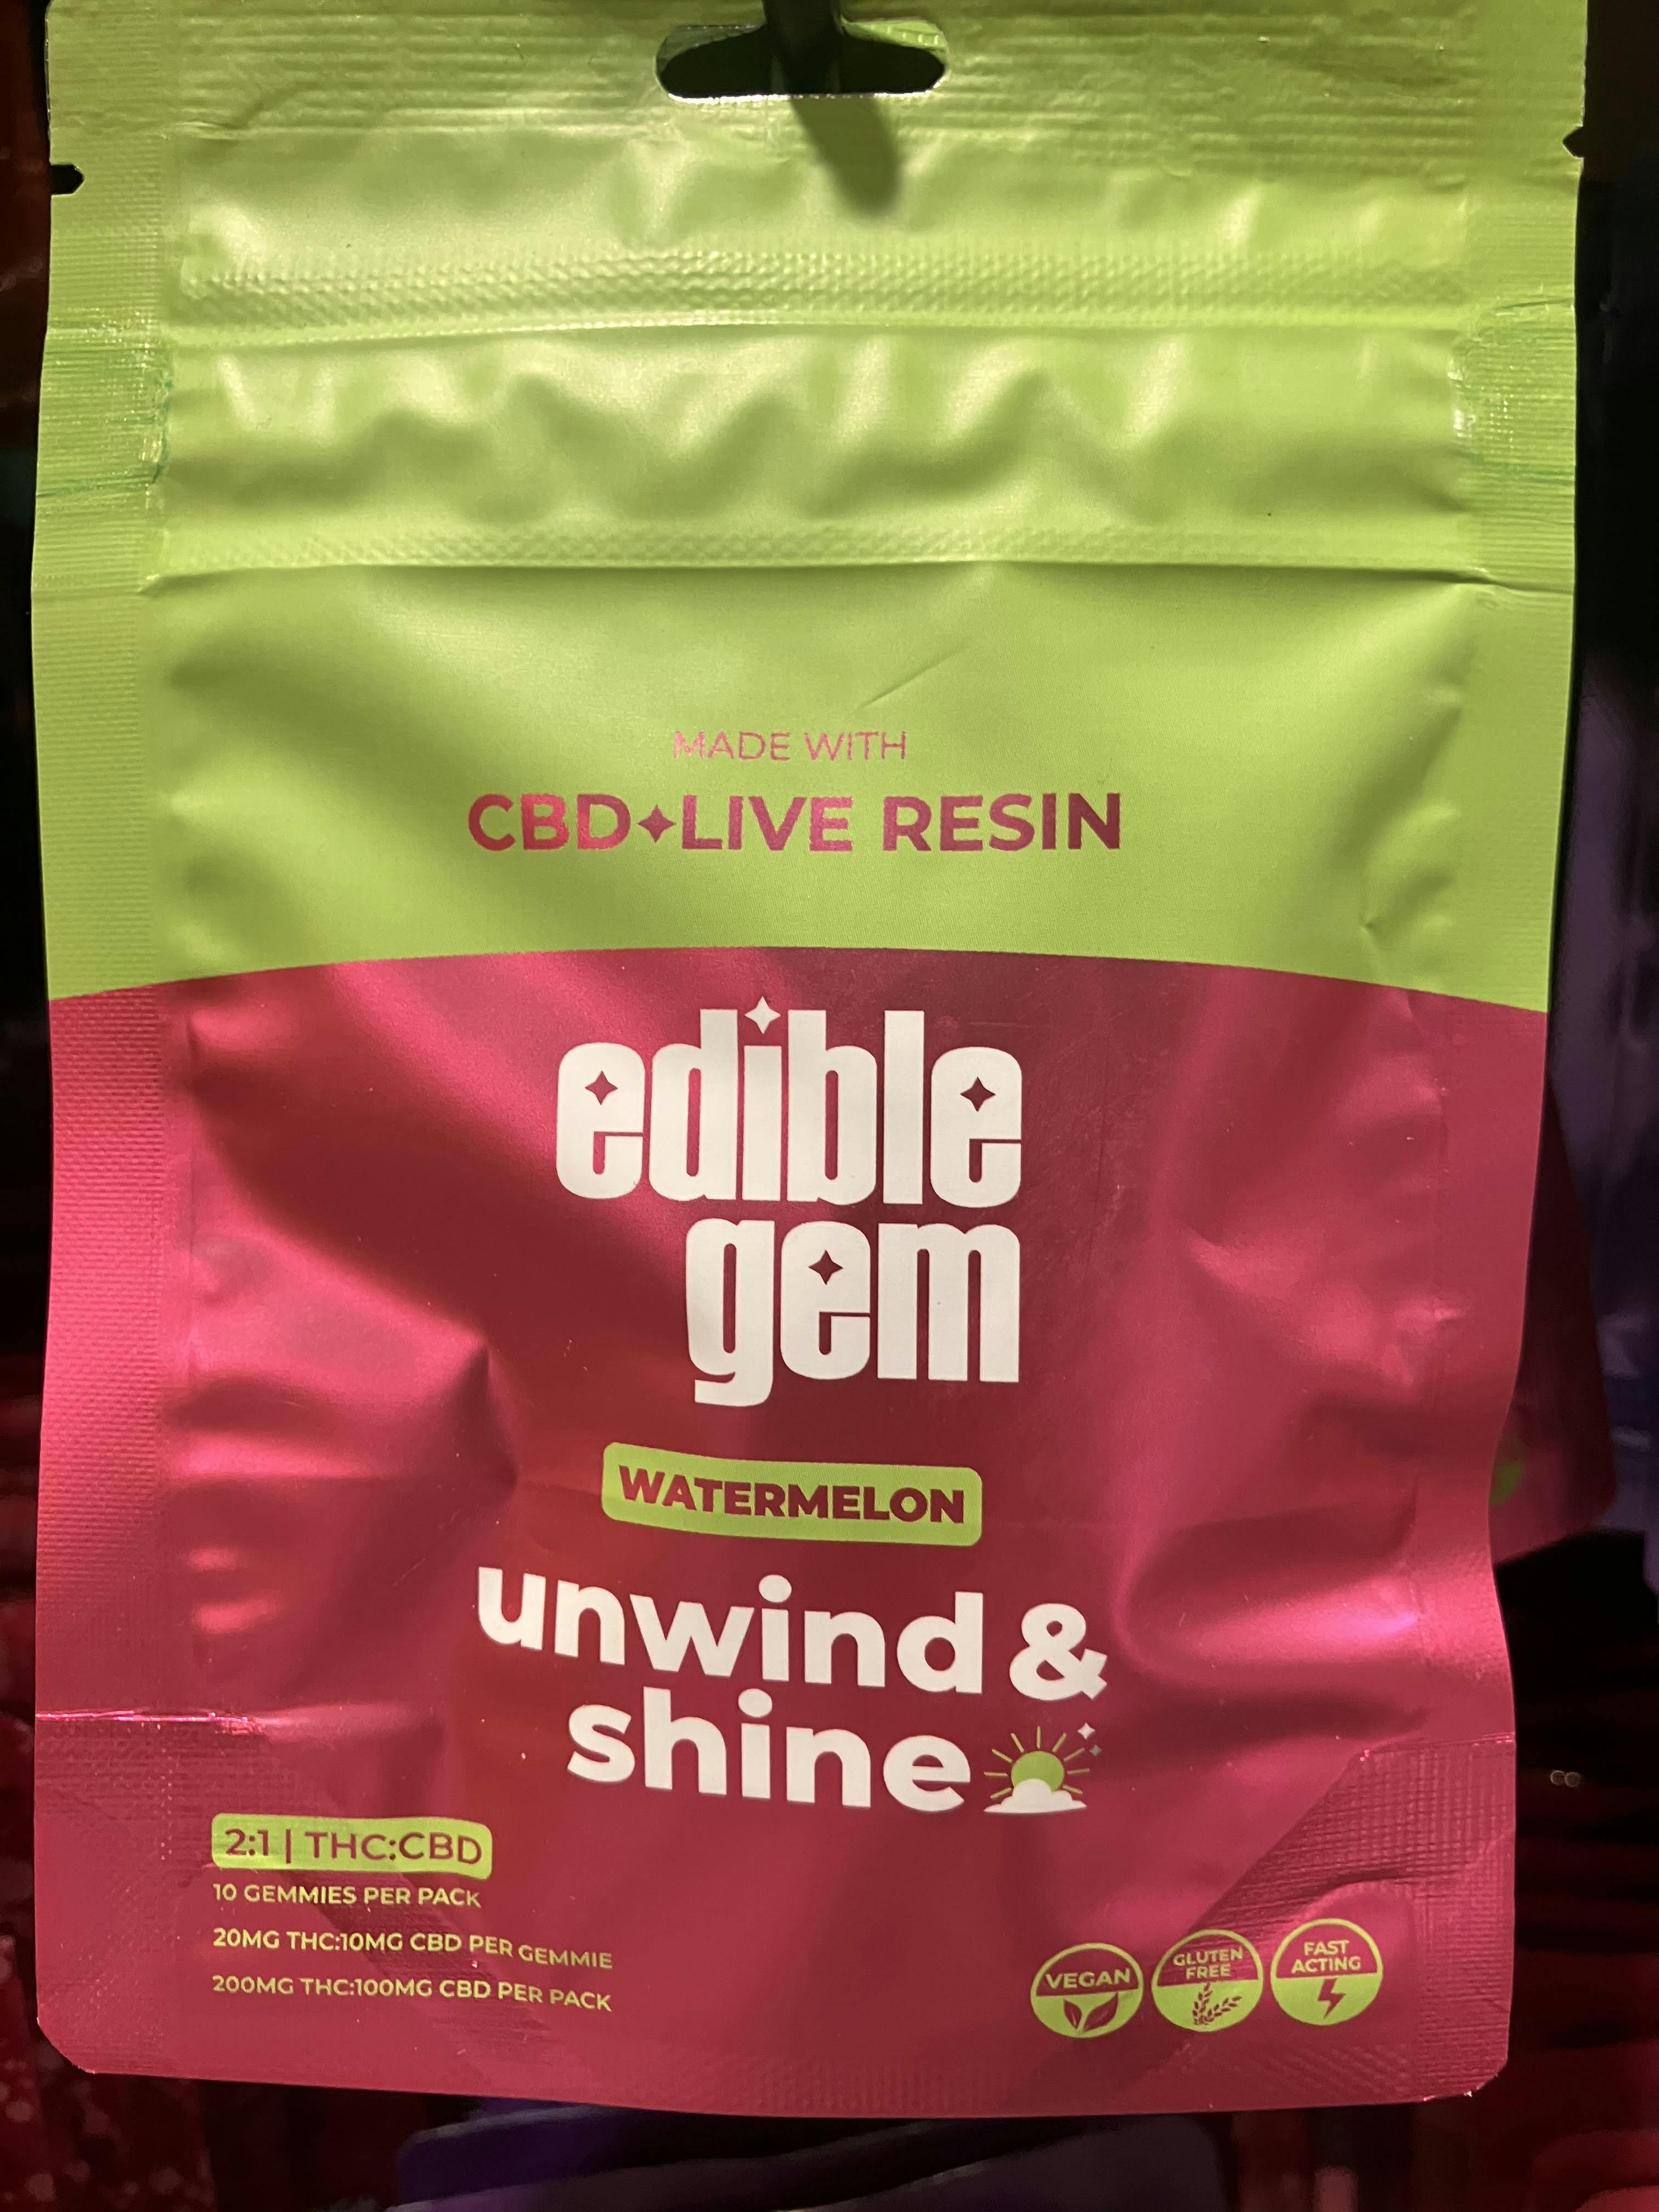 MADE WITH
CBD✦LIVE RESIN
edible
gem
WATERMELON
unwind &
shine
2:1 | THC:CBD
10 GEMMIES PER PACK
20MG THC:10MG CBD PER GEMMIE
200MG THC:100MG CBD PER PACK
VEGAN
GLUTEN
FREE
FAST
ACTING